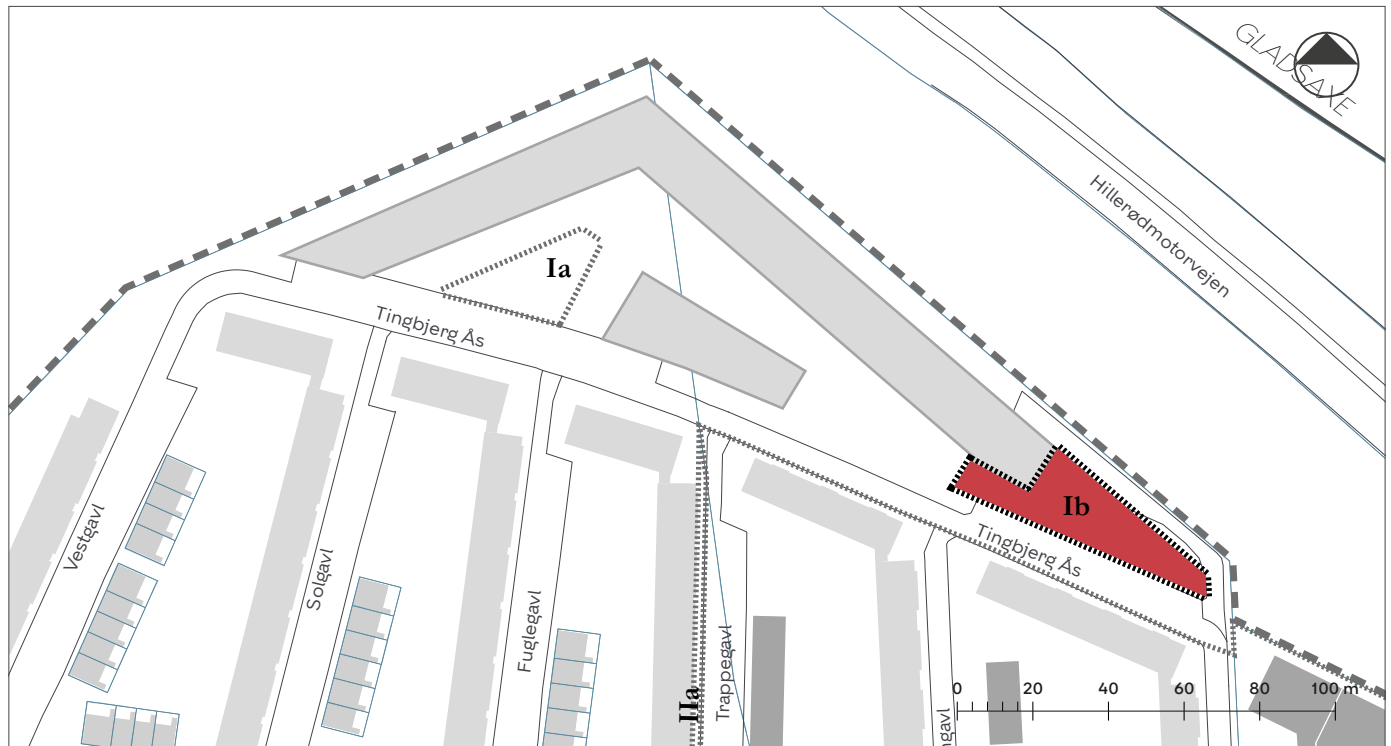 GLADSAXE
Hillerødmotorvejen
Ia
Tingbjerg Ås
Ib
Tingbjerg Ås
Vestgavl
Solgavl
Fuglegavl
Trappegavl
IIa
ngavl
0 20 40 60 80 100 m